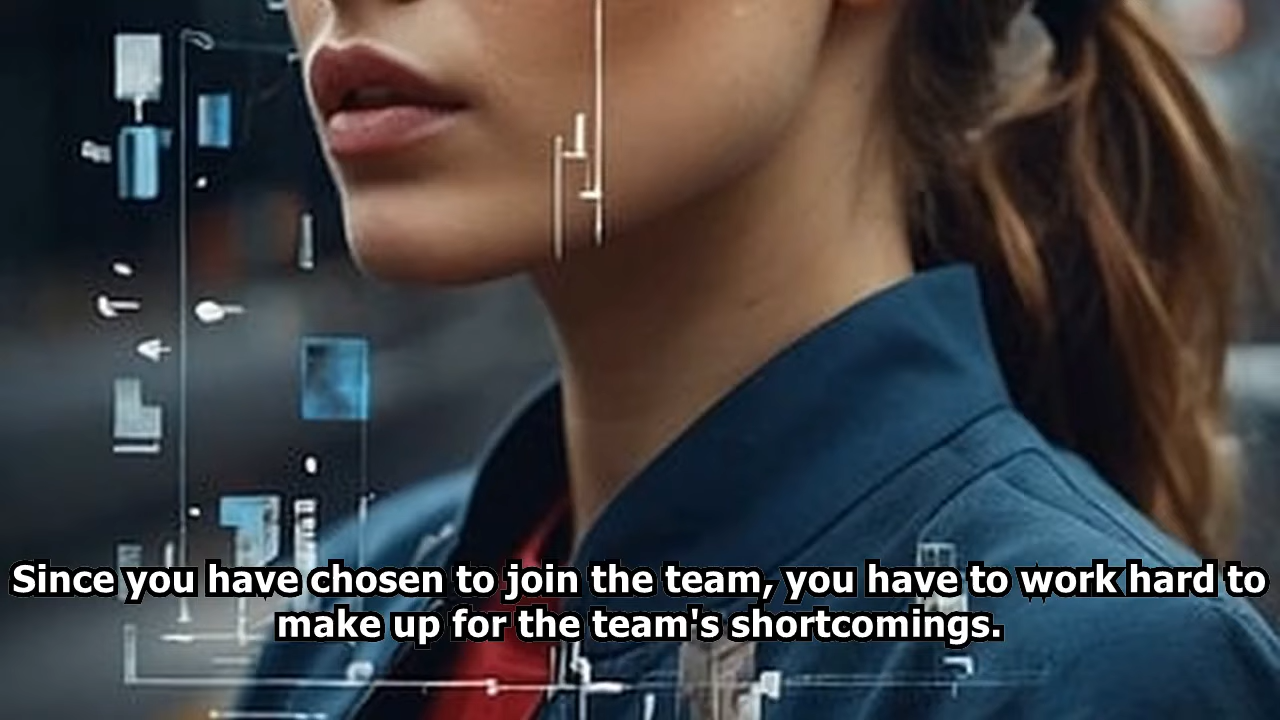 Since you have chosen to join the team, you have to work hard to
make up for the team's shortcomings.